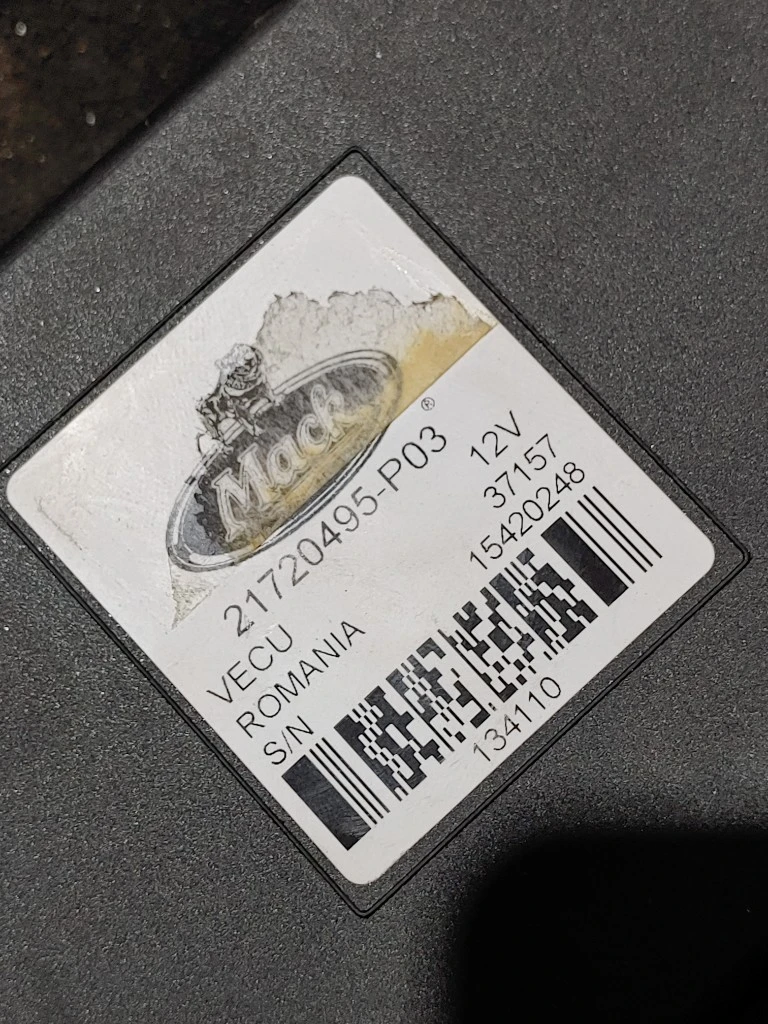 Mack
®
21720495-P03
VECU 12V
ROMANIA 37157
S/N 15420248
134110